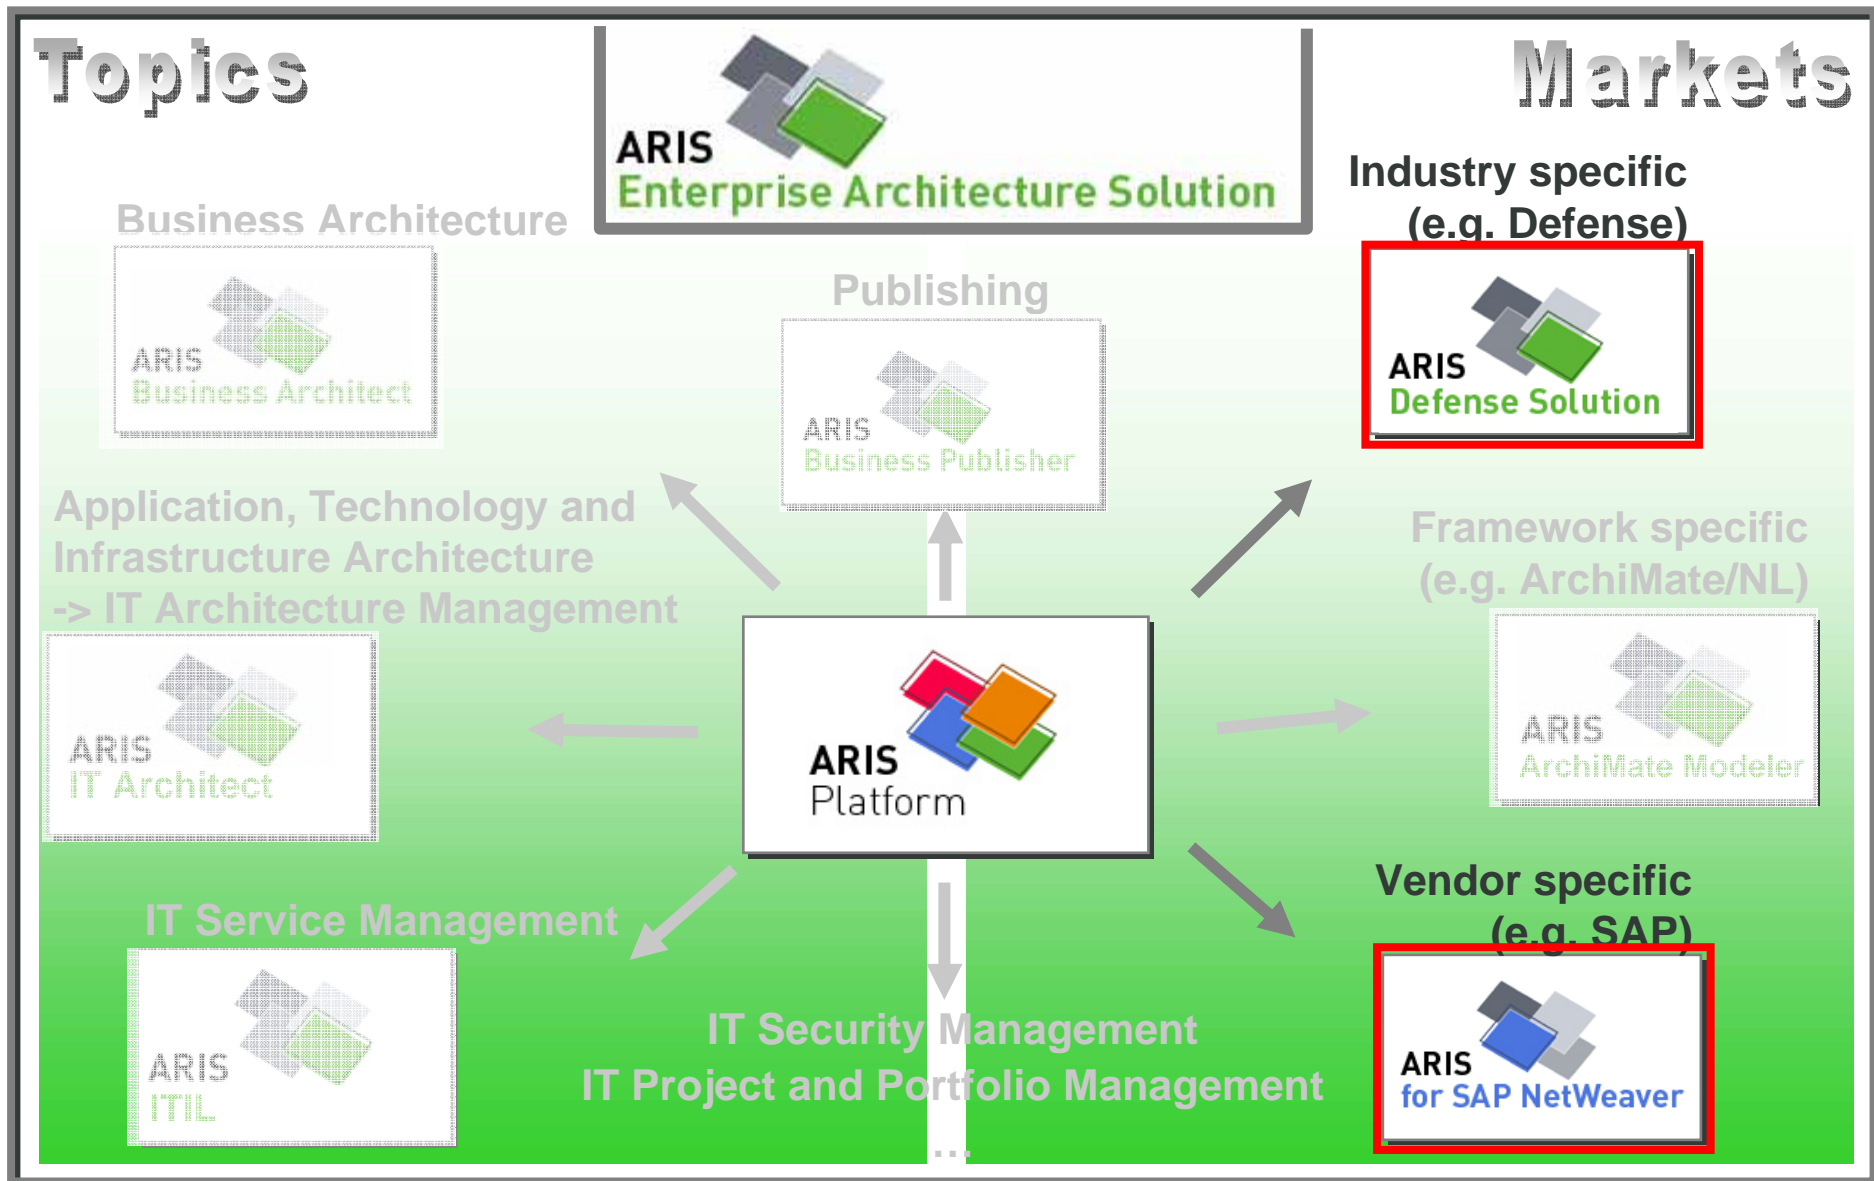 Topics
Markets
ARIS
Enterprise Architecture Solution
Industry specific
(e.g. Defense)
Business Architecture
ARIS
Business Architect
Publishing
ARIS
Business Publisher
ARIS
Defense Solution
Application, Technology and
Infrastructure Architecture
-> IT Architecture Management
Framework specific
(e.g. ArchiMate/NL)
ARIS
IT Architect
ARIS
Platform
ARIS
ArchiMate Modeler
IT Service Management
Vendor specific
(e.g. SAP)
ARIS
ITIL
IT Security Management
IT Project and Portfolio Management
...
ARIS
for SAP NetWeaver